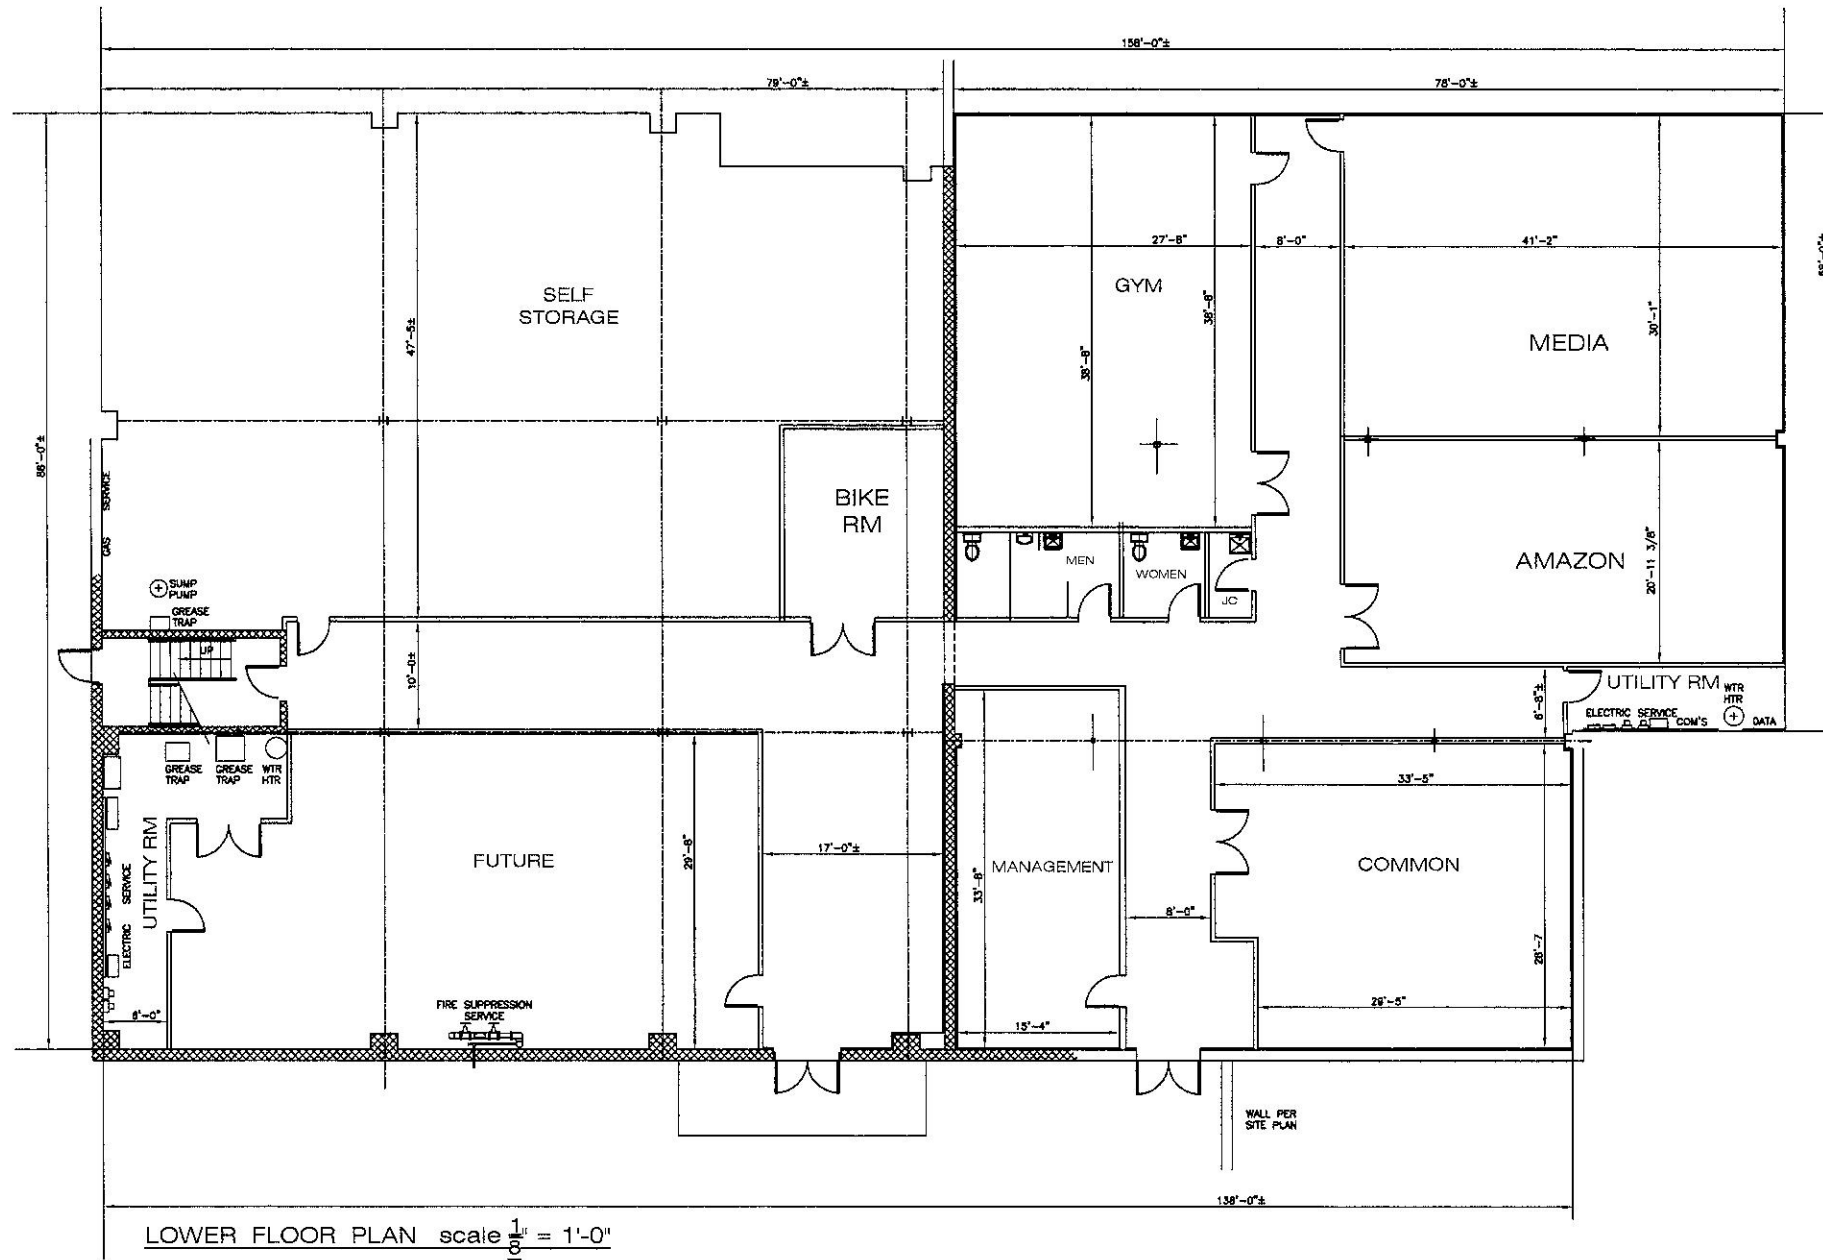 158'-0"±
79'-0"±
78'-0"±
27'-8"
8'-0"
41'-2"
SELF
STORAGE
GYM
MEDIA
47'-5±
38'-8"
38'-8"
30'-1"
88'-0"±
GAS SERVICE
BIKE
RM
AMAZON
20'-11 3/8"
MEN
WOMEN
JC
SUMP
PUMP
GREASE
TRAP
UP
10'-0±
6'-8"±
UTILITY RM
WTR
HTR
ELECTRIC SERVICE
COM'S
DATA
GREASE
TRAP
GREASE
TRAP
WTR
HTR
33'-5"
UTILITY RM
ELECTRIC SERVICE
FUTURE
29'-8"
17'-0"±
33'-8"
MANAGEMENT
8'-0"
COMMON
28'-7
29'-5"
6'-0"
FIRE SUPPRESSION
SERVICE
15'-4"
WALL PER
SITE PLAN
138'-0"±
LOWER FLOOR PLAN scale 1/8" = 1'-0"